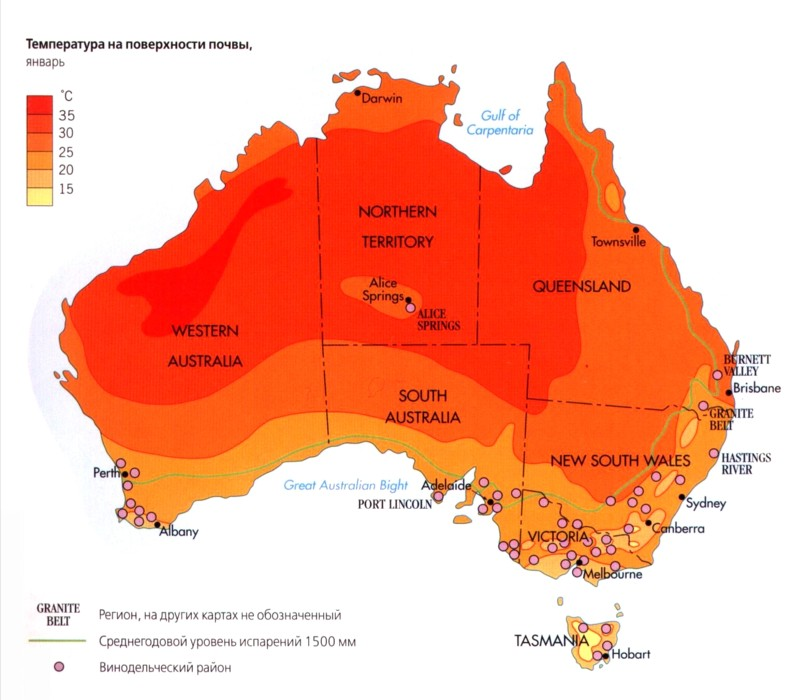 Температура на поверхности почвы,
январь
°C
35
30
25
20
15
Darwin
Gulf of
Carpentaria
NORTHERN
TERRITORY
Townsville
Alice
Springs
ALICE
SPRINGS
QUEENSLAND
WESTERN
AUSTRALIA
BURNETT
VALLEY
Brisbane
SOUTH
AUSTRALIA
GRANITE
BELT
NEW SOUTH WALES
HASTINGS
RIVER
Perth
Great Australian Bight
Adelaide
PORT LINCOLN
Sydney
Albany
VICTORIA
Canberra
Melbourne
TASMANIA
Hobart
GRANITE
BELT
Регион, на других картах не обозначенный
Среднегодовой уровень испарений 1500 мм
Винодельческий район